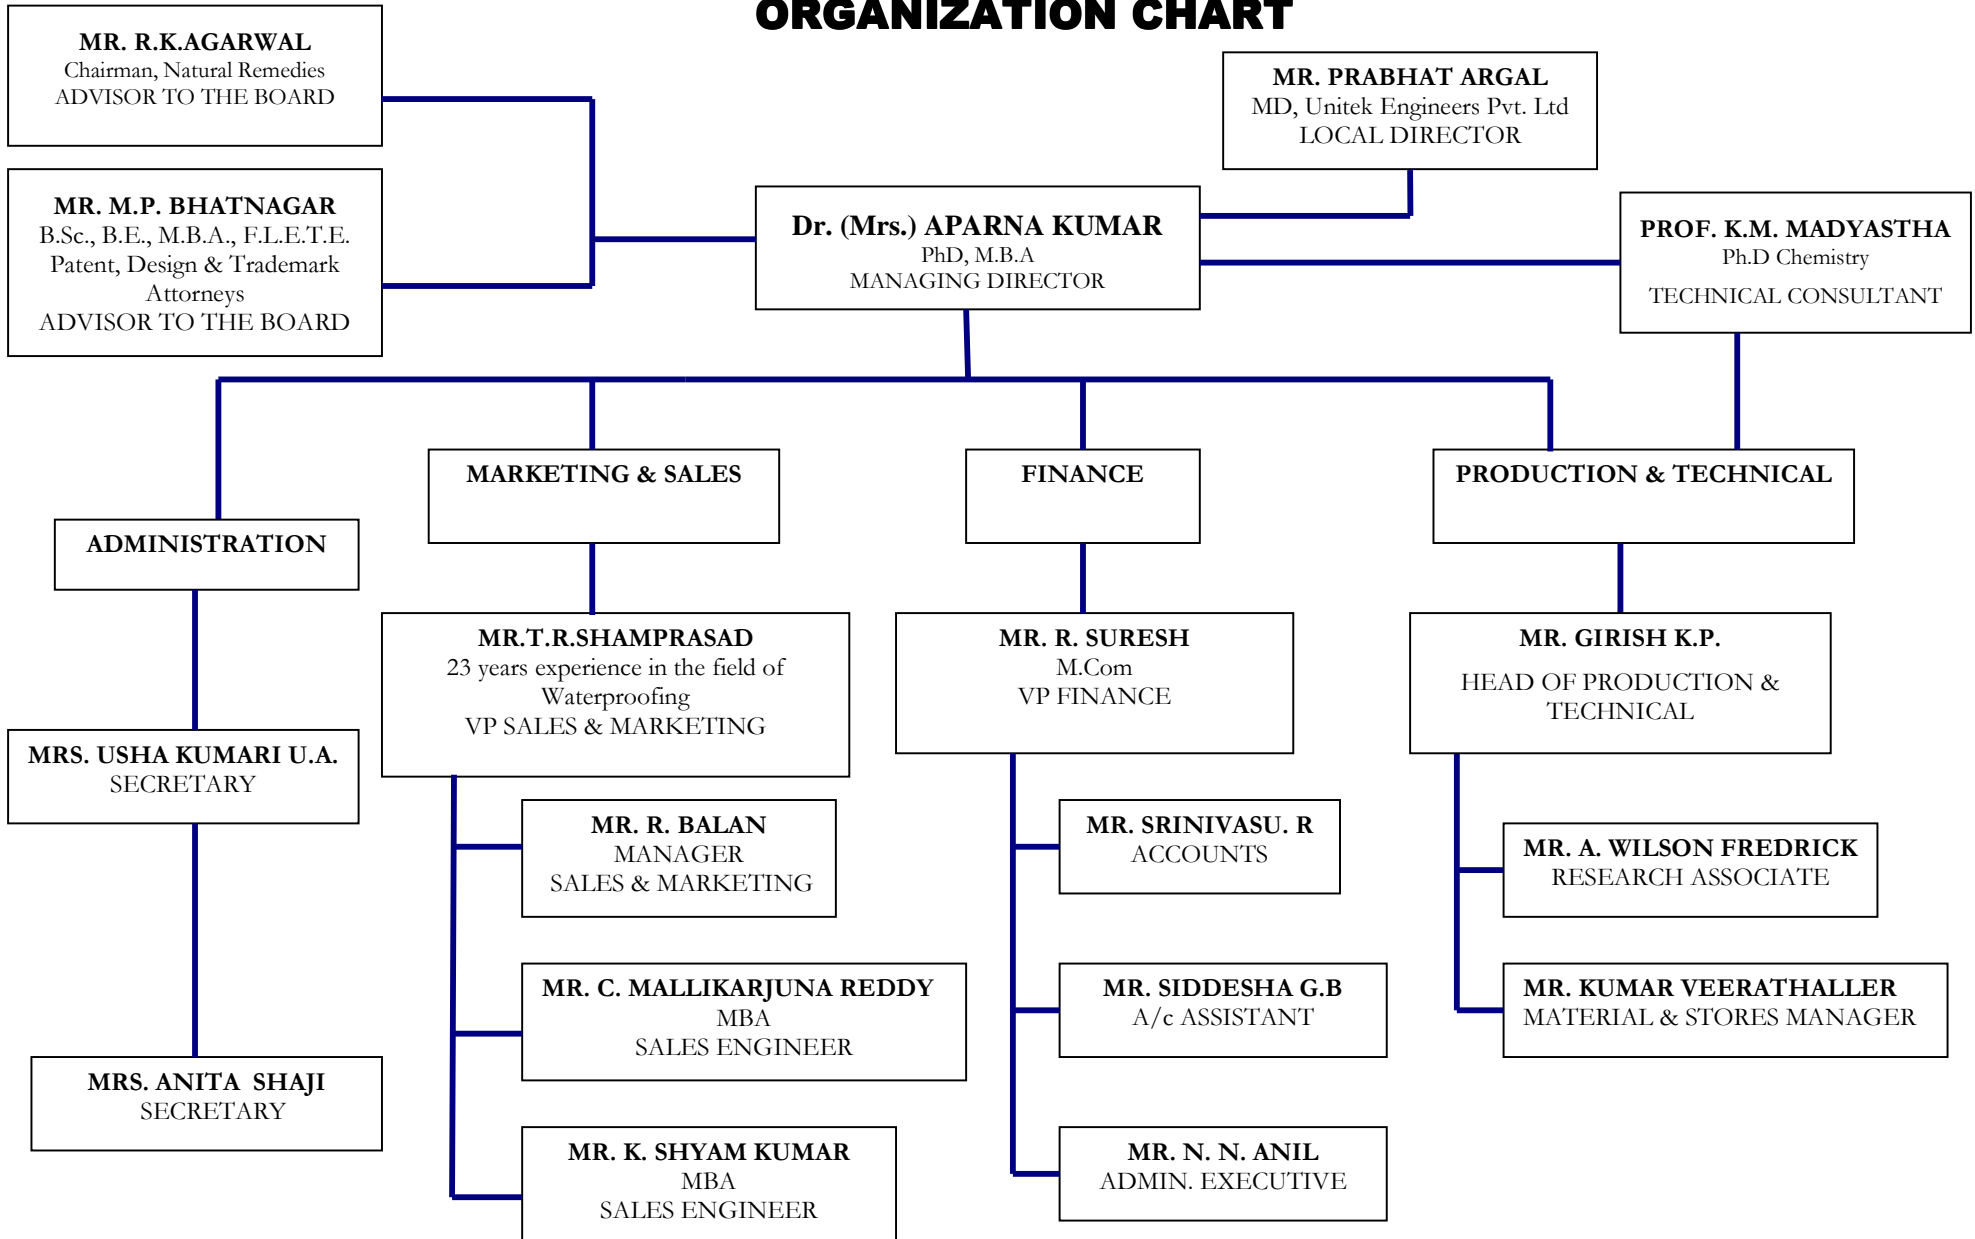 ORGANIZATION CHART
MR. R.K.AGARWAL
Chairman, Natural Remedies
ADVISOR TO THE BOARD
MR. PRABHAT ARGAL
MD, Unitek Engineers Pvt. Ltd
LOCAL DIRECTOR
MR. M.P. BHATNAGAR
B.Sc., B.E., M.B.A., F.L.E.T.E.
Patent, Design & Trademark
Attorneys
ADVISOR TO THE BOARD
Dr. (Mrs.) APARNA KUMAR
PhD, M.B.A
MANAGING DIRECTOR
PROF. K.M. MADYASTHA
Ph.D Chemistry
TECHNICAL CONSULTANT
ADMINISTRATION
MARKETING & SALES
FINANCE
PRODUCTION & TECHNICAL
MRS. USHA KUMARI U.A.
SECRETARY
MRS. ANITA SHAJI
SECRETARY
MR.T.R.SHAMPRASAD
23 years experience in the field of
Waterproofing
VP SALES & MARKETING
MR. R. BALAN
MANAGER
SALES & MARKETING
MR. C. MALLIKARJUNA REDDY
MBA
SALES ENGINEER
MR. K. SHYAM KUMAR
MBA
SALES ENGINEER
MR. R. SURESH
M.Com
VP FINANCE
MR. SRINIVASU. R
ACCOUNTS
MR. SIDDESHA G.B
A/c ASSISTANT
MR. N. N. ANIL
ADMIN. EXECUTIVE
MR. GIRISH K.P.
HEAD OF PRODUCTION &
TECHNICAL
MR. A. WILSON FREDRICK
RESEARCH ASSOCIATE
MR. KUMAR VEERATHALLER
MATERIAL & STORES MANAGER